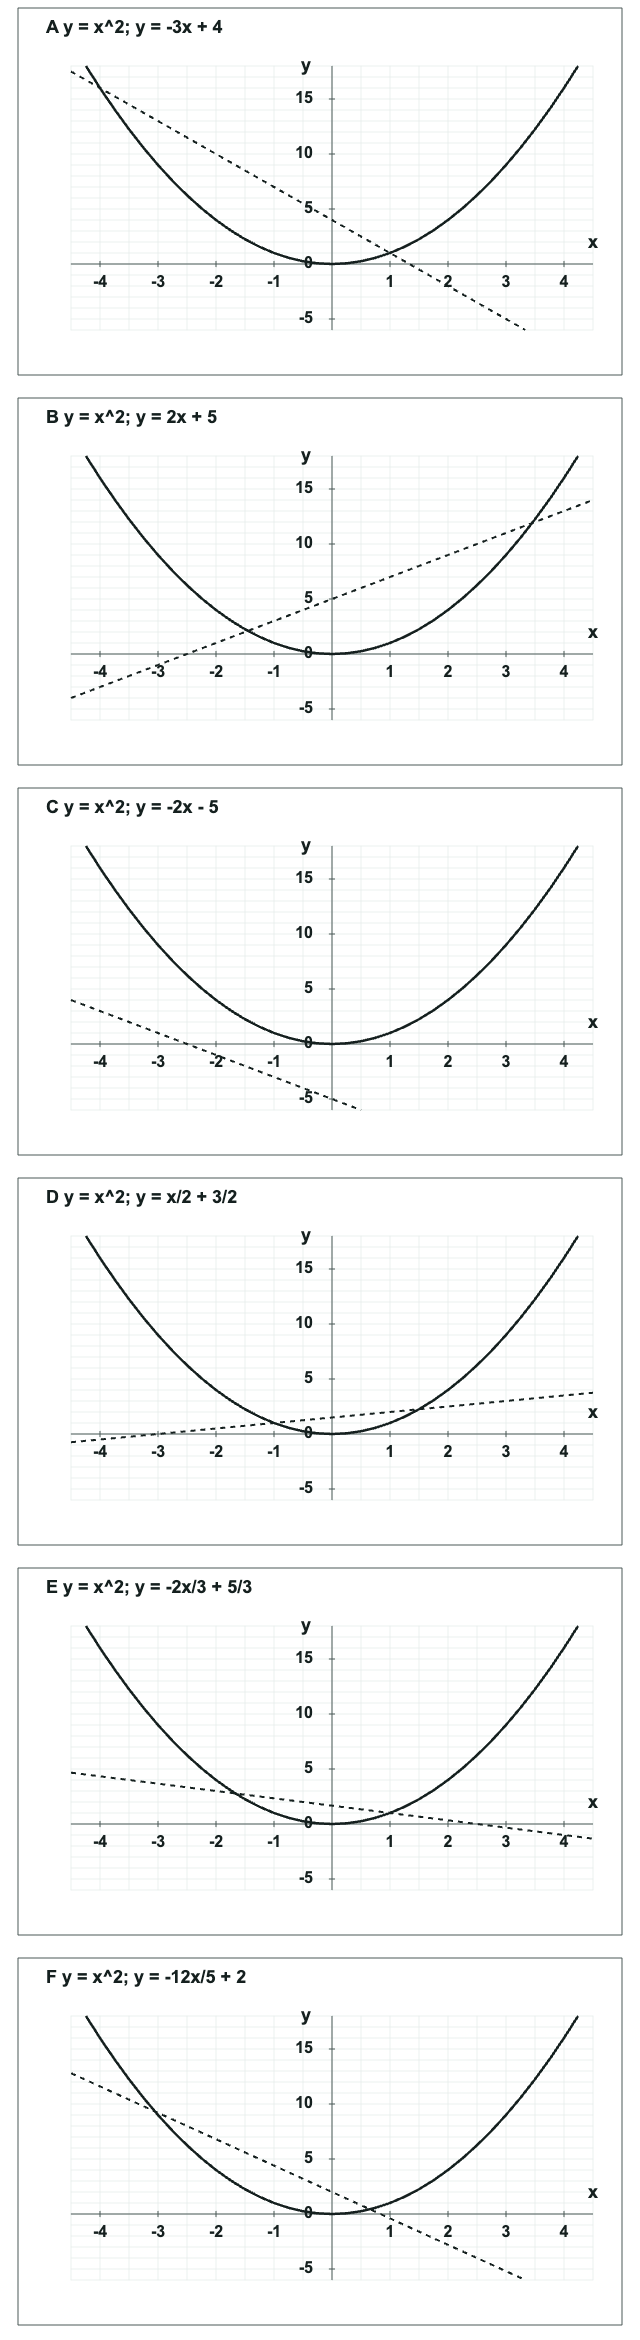 A y = x^2; y = -3x + 4
y
15
10
5
x
0
-4 -3 -2 -1 1 2 3 4
-5
B y = x^2; y = 2x + 5
y
15
10
5
x
0
-4 -3 -2 -1 1 2 3 4
-5
C y = x^2; y = -2x - 5
y
15
10
5
x
0
-4 -3 -2 -1 1 2 3 4
-5
D y = x^2; y = x/2 + 3/2
y
15
10
5
x
0
-4 -3 -2 -1 1 2 3 4
-5
E y = x^2; y = -2x/3 + 5/3
y
15
10
5
x
0
-4 -3 -2 -1 1 2 3 4
-5
F y = x^2; y = -12x/5 + 2
y
15
10
5
x
0
-4 -3 -2 -1 1 2 3 4
-5